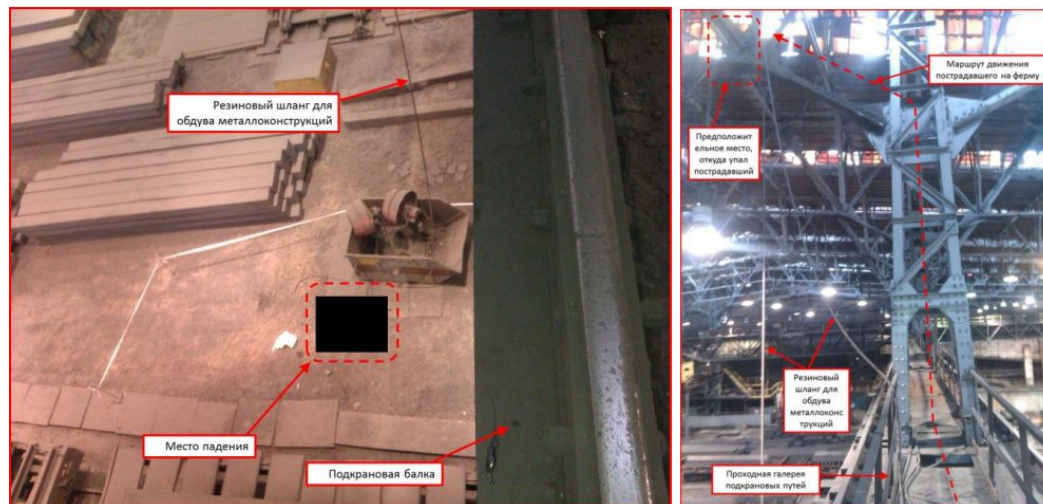 Резиновый шланг для
обдува металлоконструкций
Место падения
Подкрановая балка
Маршрут движения
пострадавшего на ферму
Предположит
ельное место,
откуда упал
пострадавший
Резиновый
шланг для
обдува
металлоконс
трукций
Проходная галерея
подкрановых путей